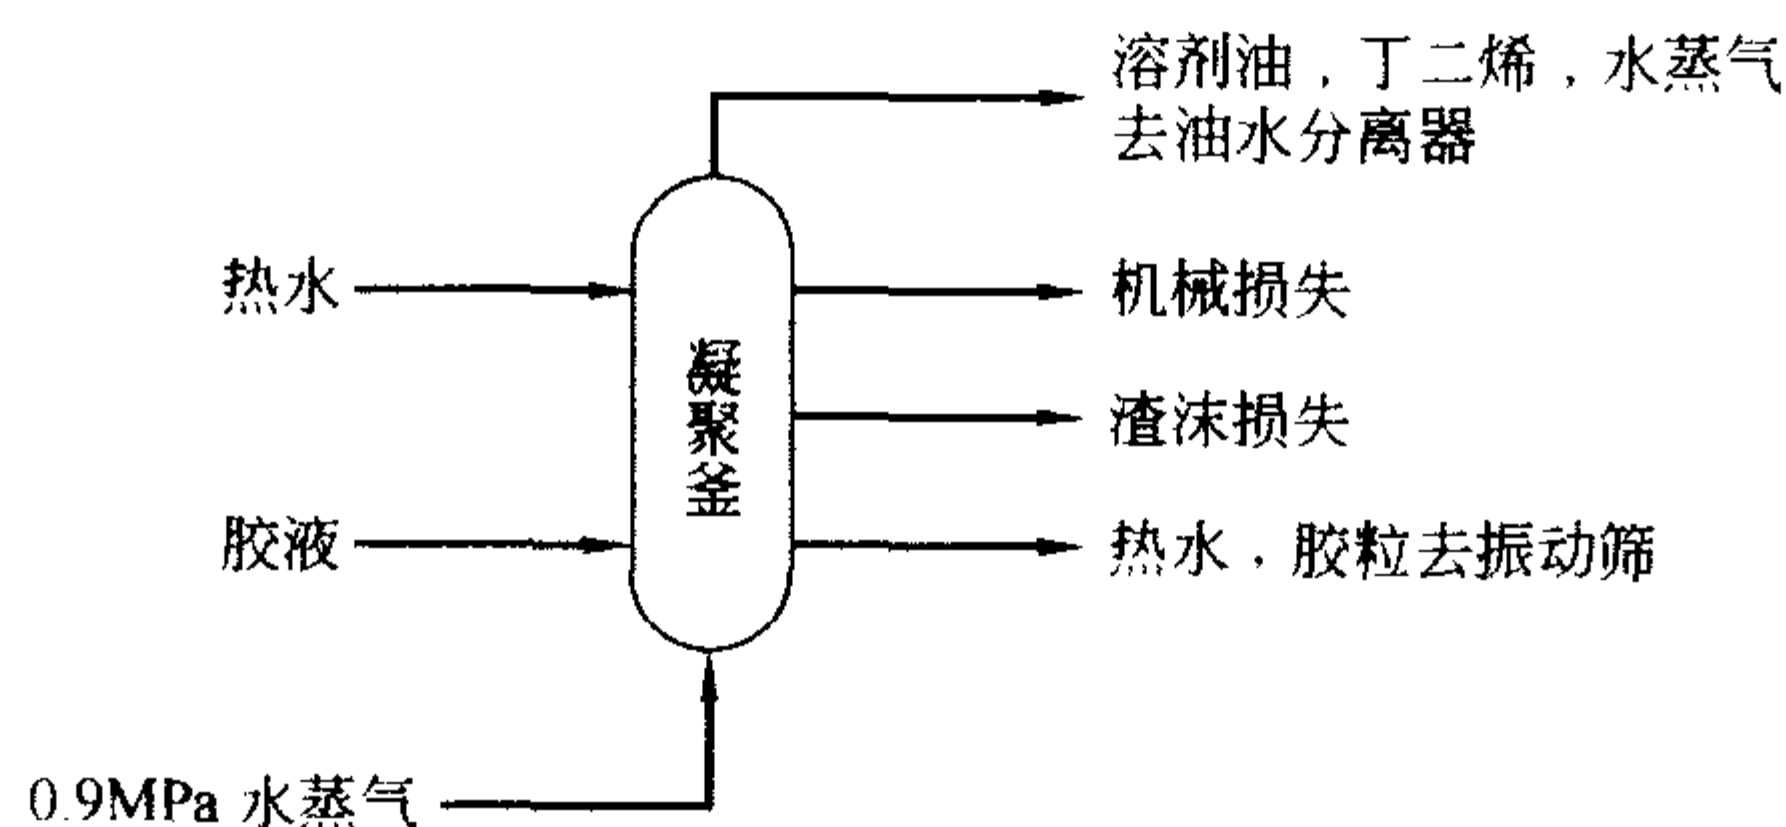 溶剂油,丁二烯,水蒸气
去油水分离器
热水
机械损失
凝聚釜
渣沫损失
胶液
热水,胶粒去振动筛
0.9MPa 水蒸气